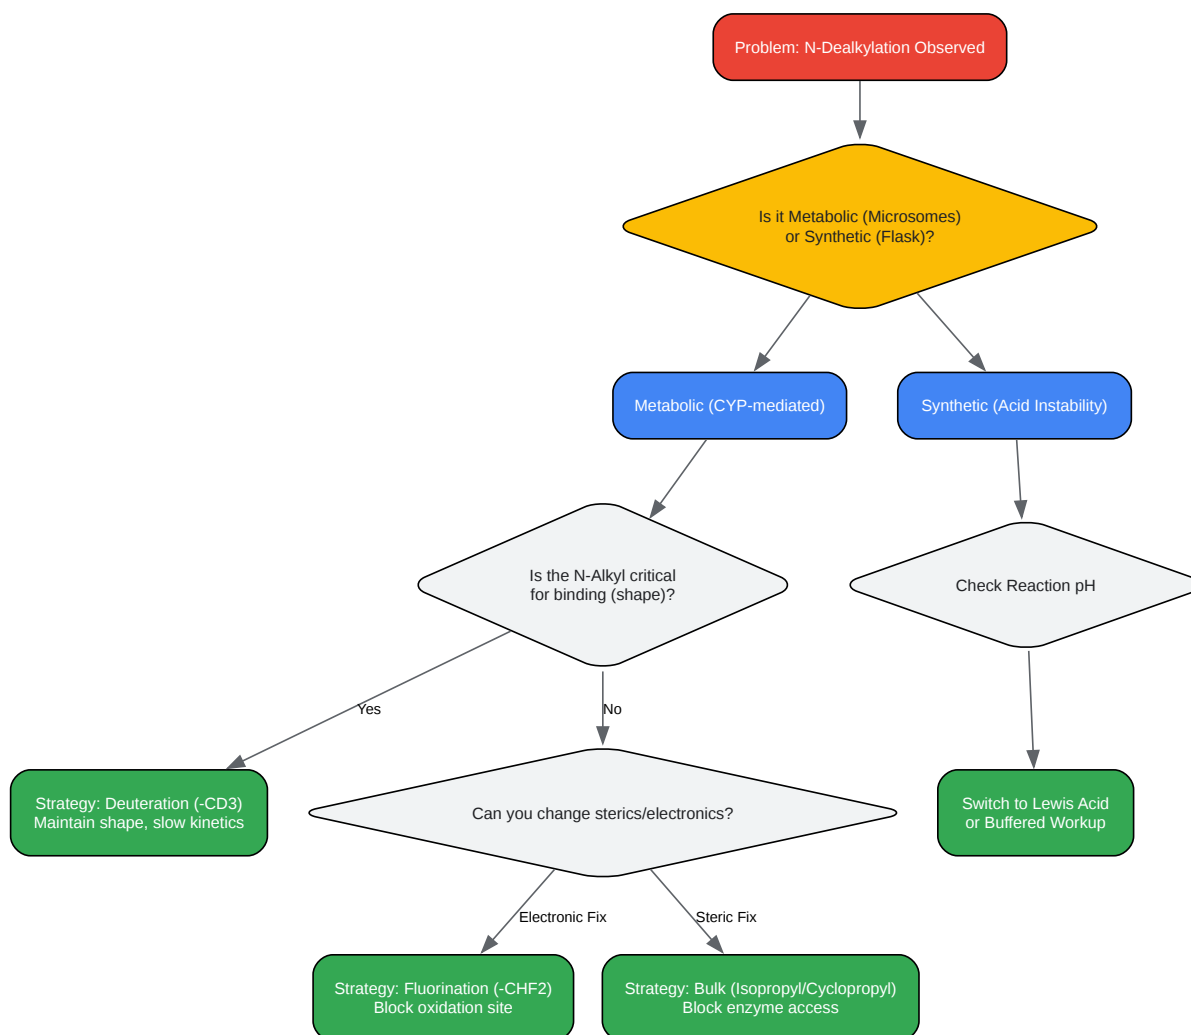 Problem: N-Dealkylation Observed
Is it Metabolic (Microsomes)
or Synthetic (Flask)?
Metabolic (CYP-mediated)
Synthetic (Acid Instability)
Is the N-Alkyl critical
for binding (shape)?
Check Reaction pH
Yes
No
Strategy: Deuteration (-CD3)
Maintain shape, slow kinetics
Can you change sterics/electronics?
Switch to Lewis Acid
or Buffered Workup
Electronic Fix
Steric Fix
Strategy: Fluorination (-CHF2)
Block oxidation site
Strategy: Bulk (Isopropyl/Cyclopropyl)
Block enzyme access